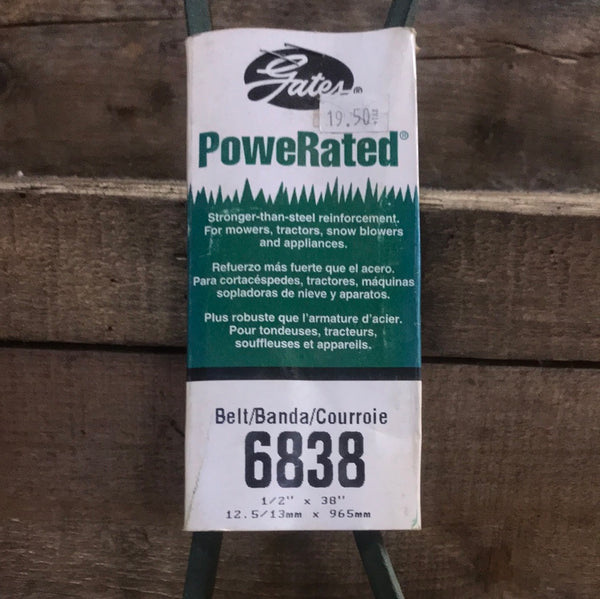 Gates®
19.50
PoweRated®
Stronger-than-steel reinforcement.
For mowers, tractors, snow blowers
and appliances.
Refuerzo más fuerte que el acero.
Para cortacéspedes, tractores, máquinas
sopladoras de nieve y aparatos.
Plus robuste que l'armature d'acier.
Pour tondeuses, tracteurs,
souffleuses et appareils.
Belt/Banda/Courroie
6838
1/2" x 38"
12.5/13mm x 965mm